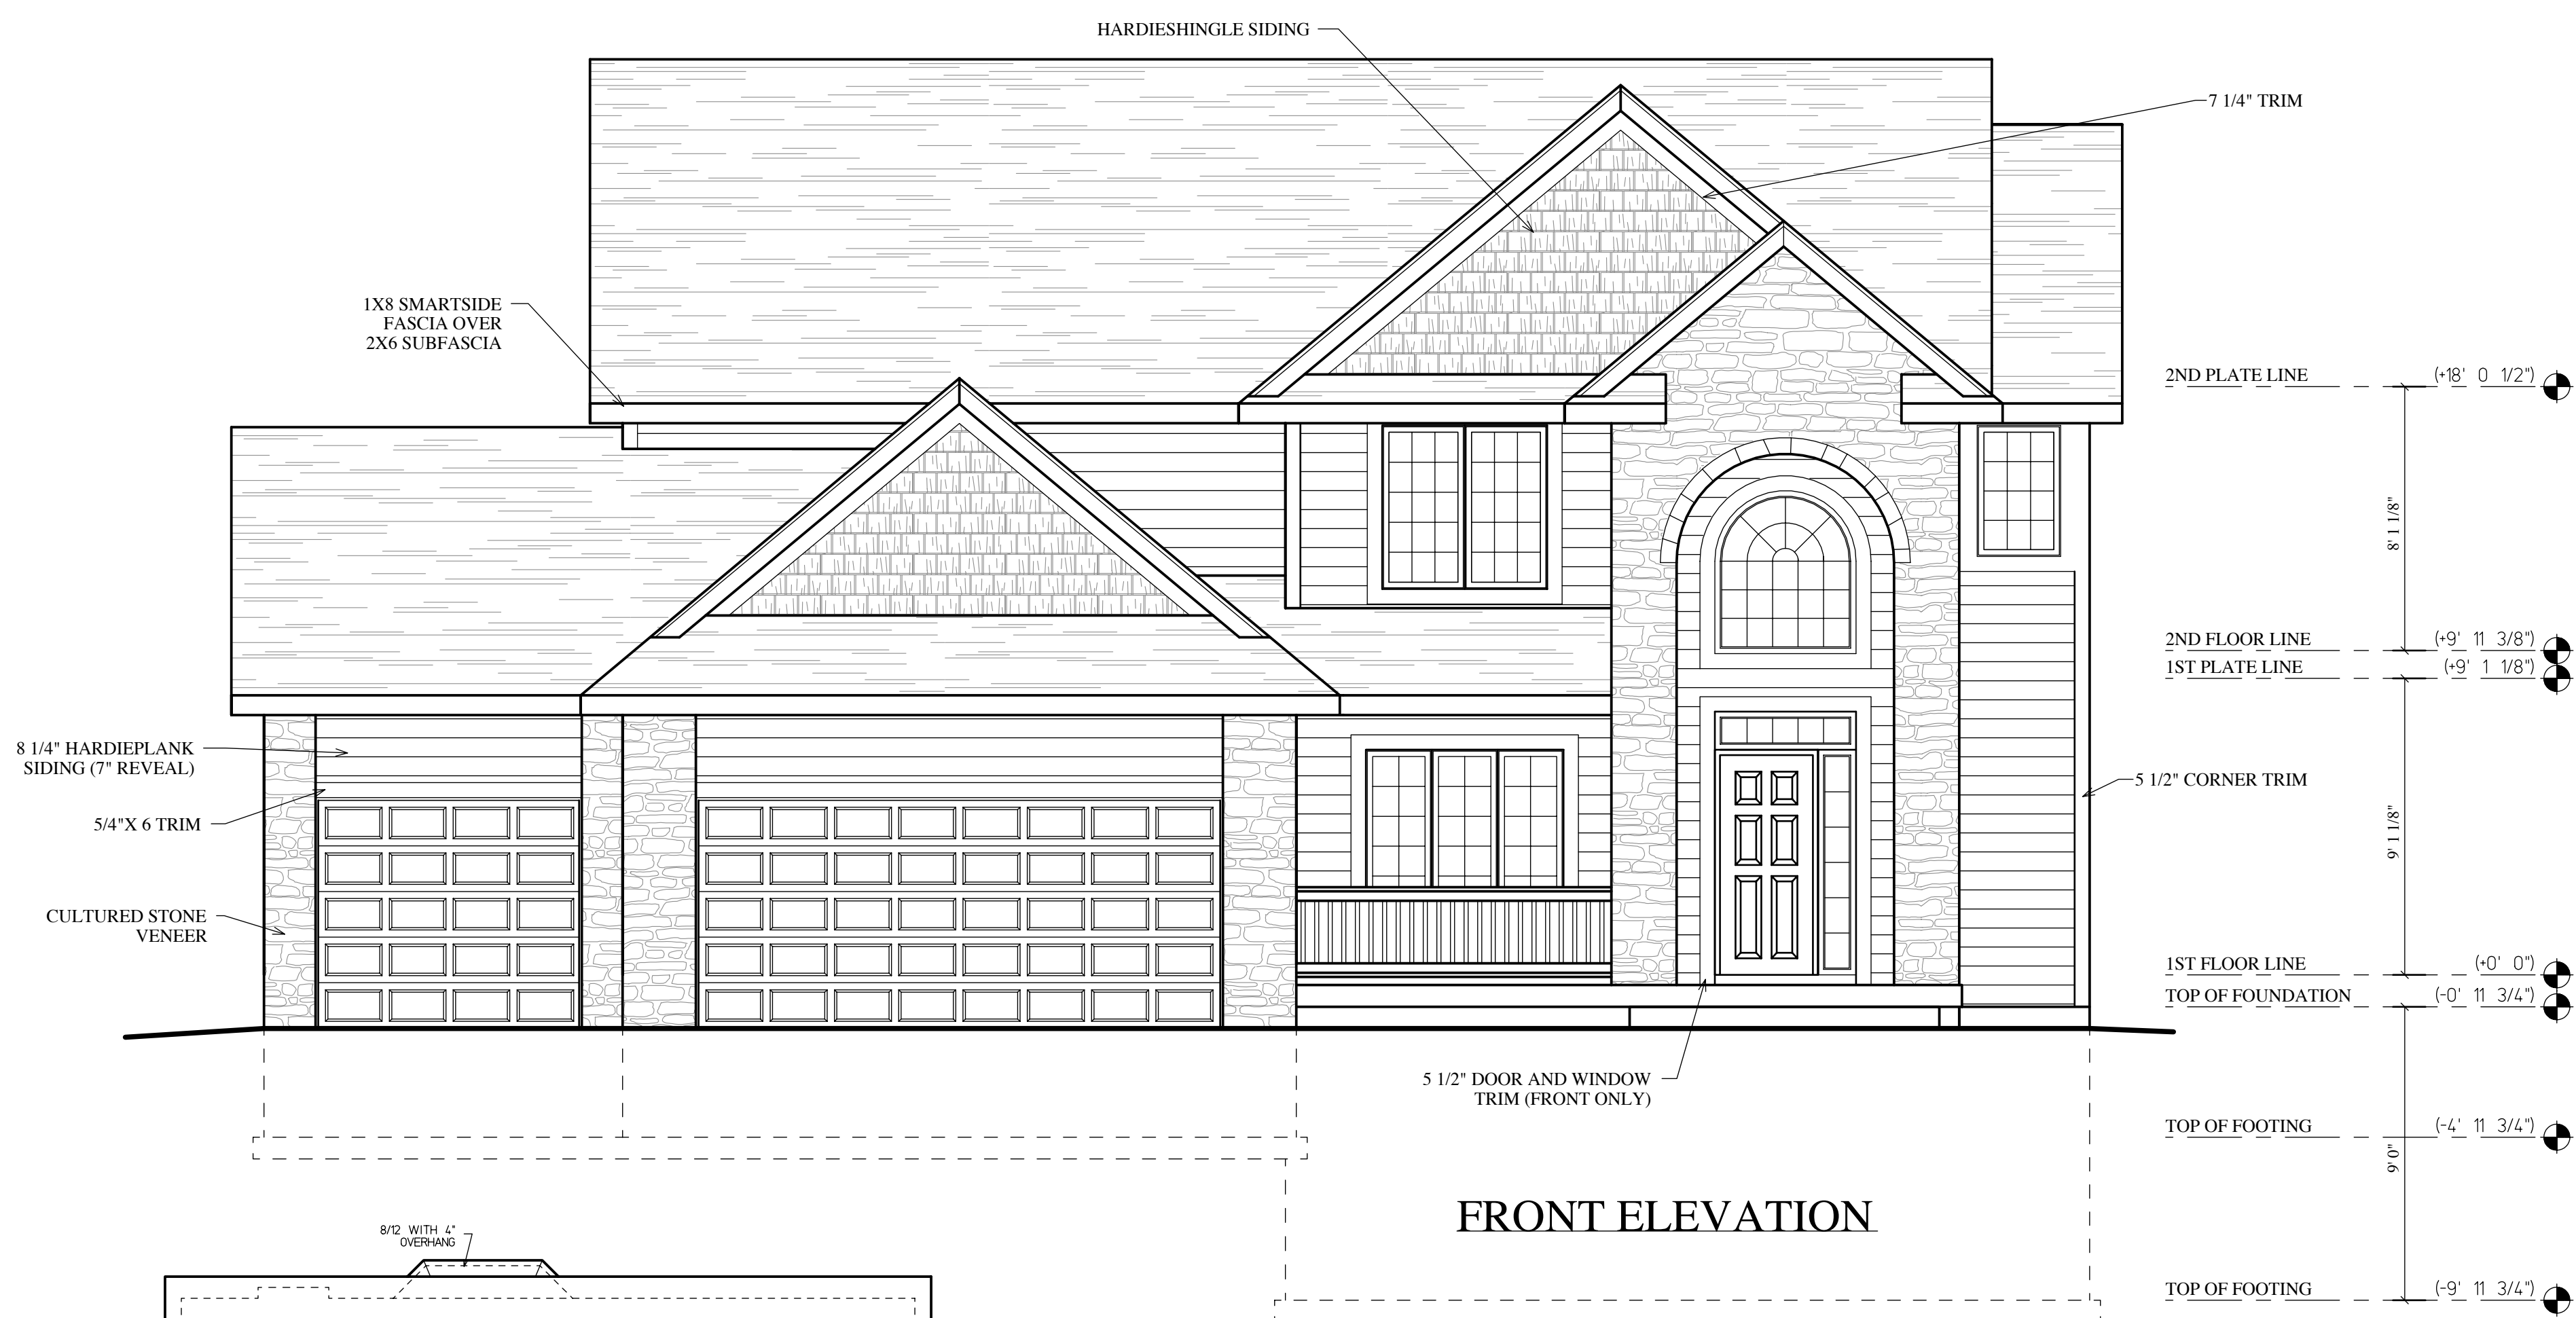 HARDIESHINGLE SIDING
7 1/4" TRIM
1X8 SMARTSIDE
FASCIA OVER
2X6 SUBFASCIA
2ND PLATE LINE (+18' 0 1/2")
8' 1 1/8"
2ND FLOOR LINE (+9' 11 3/8")
1ST PLATE LINE (+9' 1 1/8")
8 1/4" HARDIEPLANK
SIDING (7" REVEAL)
5/4"X 6 TRIM
5 1/2" CORNER TRIM
9' 1 1/8"
CULTURED STONE
VENEER
1ST FLOOR LINE (+0' 0")
TOP OF FOUNDATION (-0' 11 3/4")
5 1/2" DOOR AND WINDOW
TRIM (FRONT ONLY)
TOP OF FOOTING (-4' 11 3/4")
9' 0"
FRONT ELEVATION
8/12 WITH 4"
OVERHANG
TOP OF FOOTING (-9' 11 3/4")